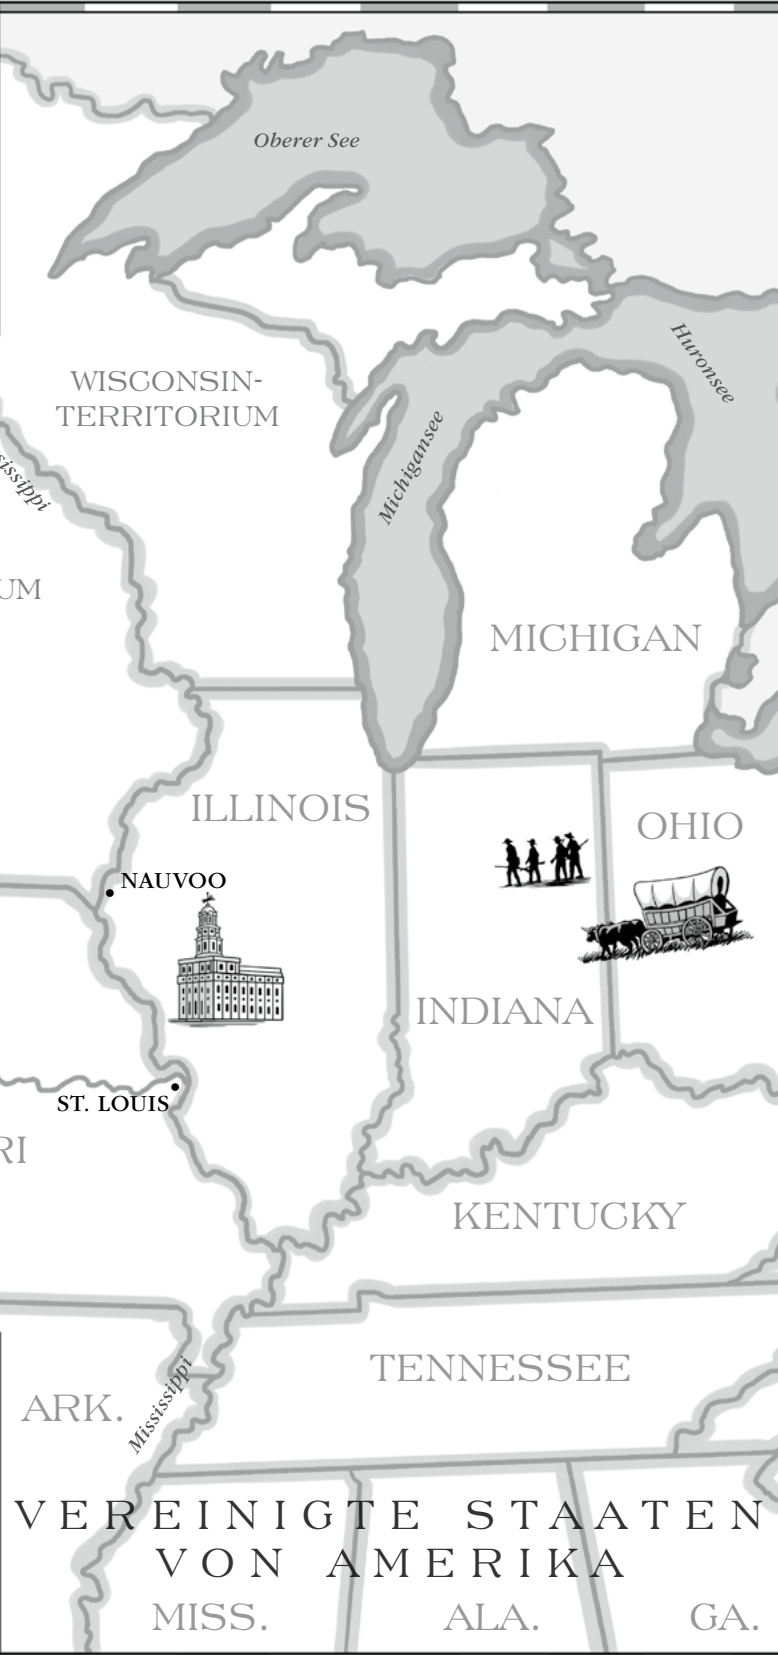 Oberer See
Huronsee
WISCONSIN-
TERRITORIUM
Michigansee
sissippi
UM
MICHIGAN
ILLINOIS
OHIO
NAUVOO
INDIANA
ST. LOUIS
RI
KENTUCKY
TENNESSEE
ARK.
Mississippi
VEREINIGTE STAATEN
VON AMERIKA
MISS.
ALA.
GA.